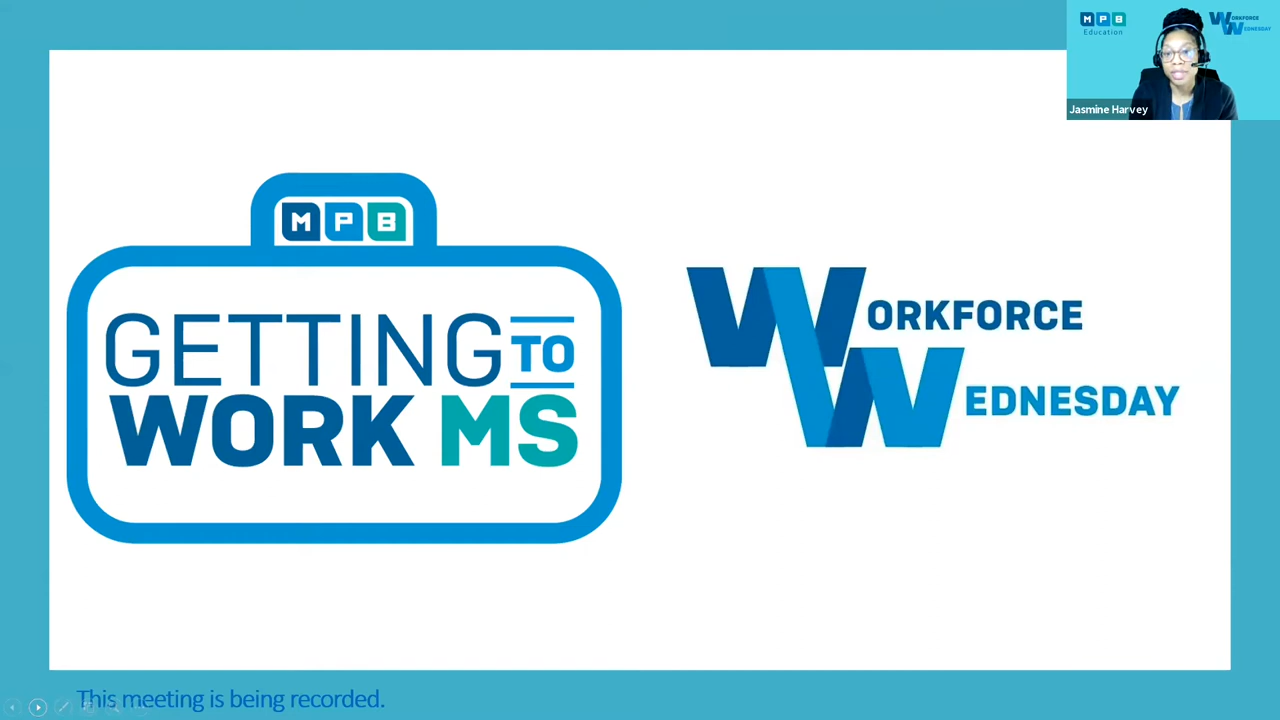 MPB
Education
WORKFORCE
WEDNESDAY
Jasmine Harvey
MPB
GETTING TO
WORK MS
WORKFORCE
WEDNESDAY
This meeting is being recorded.